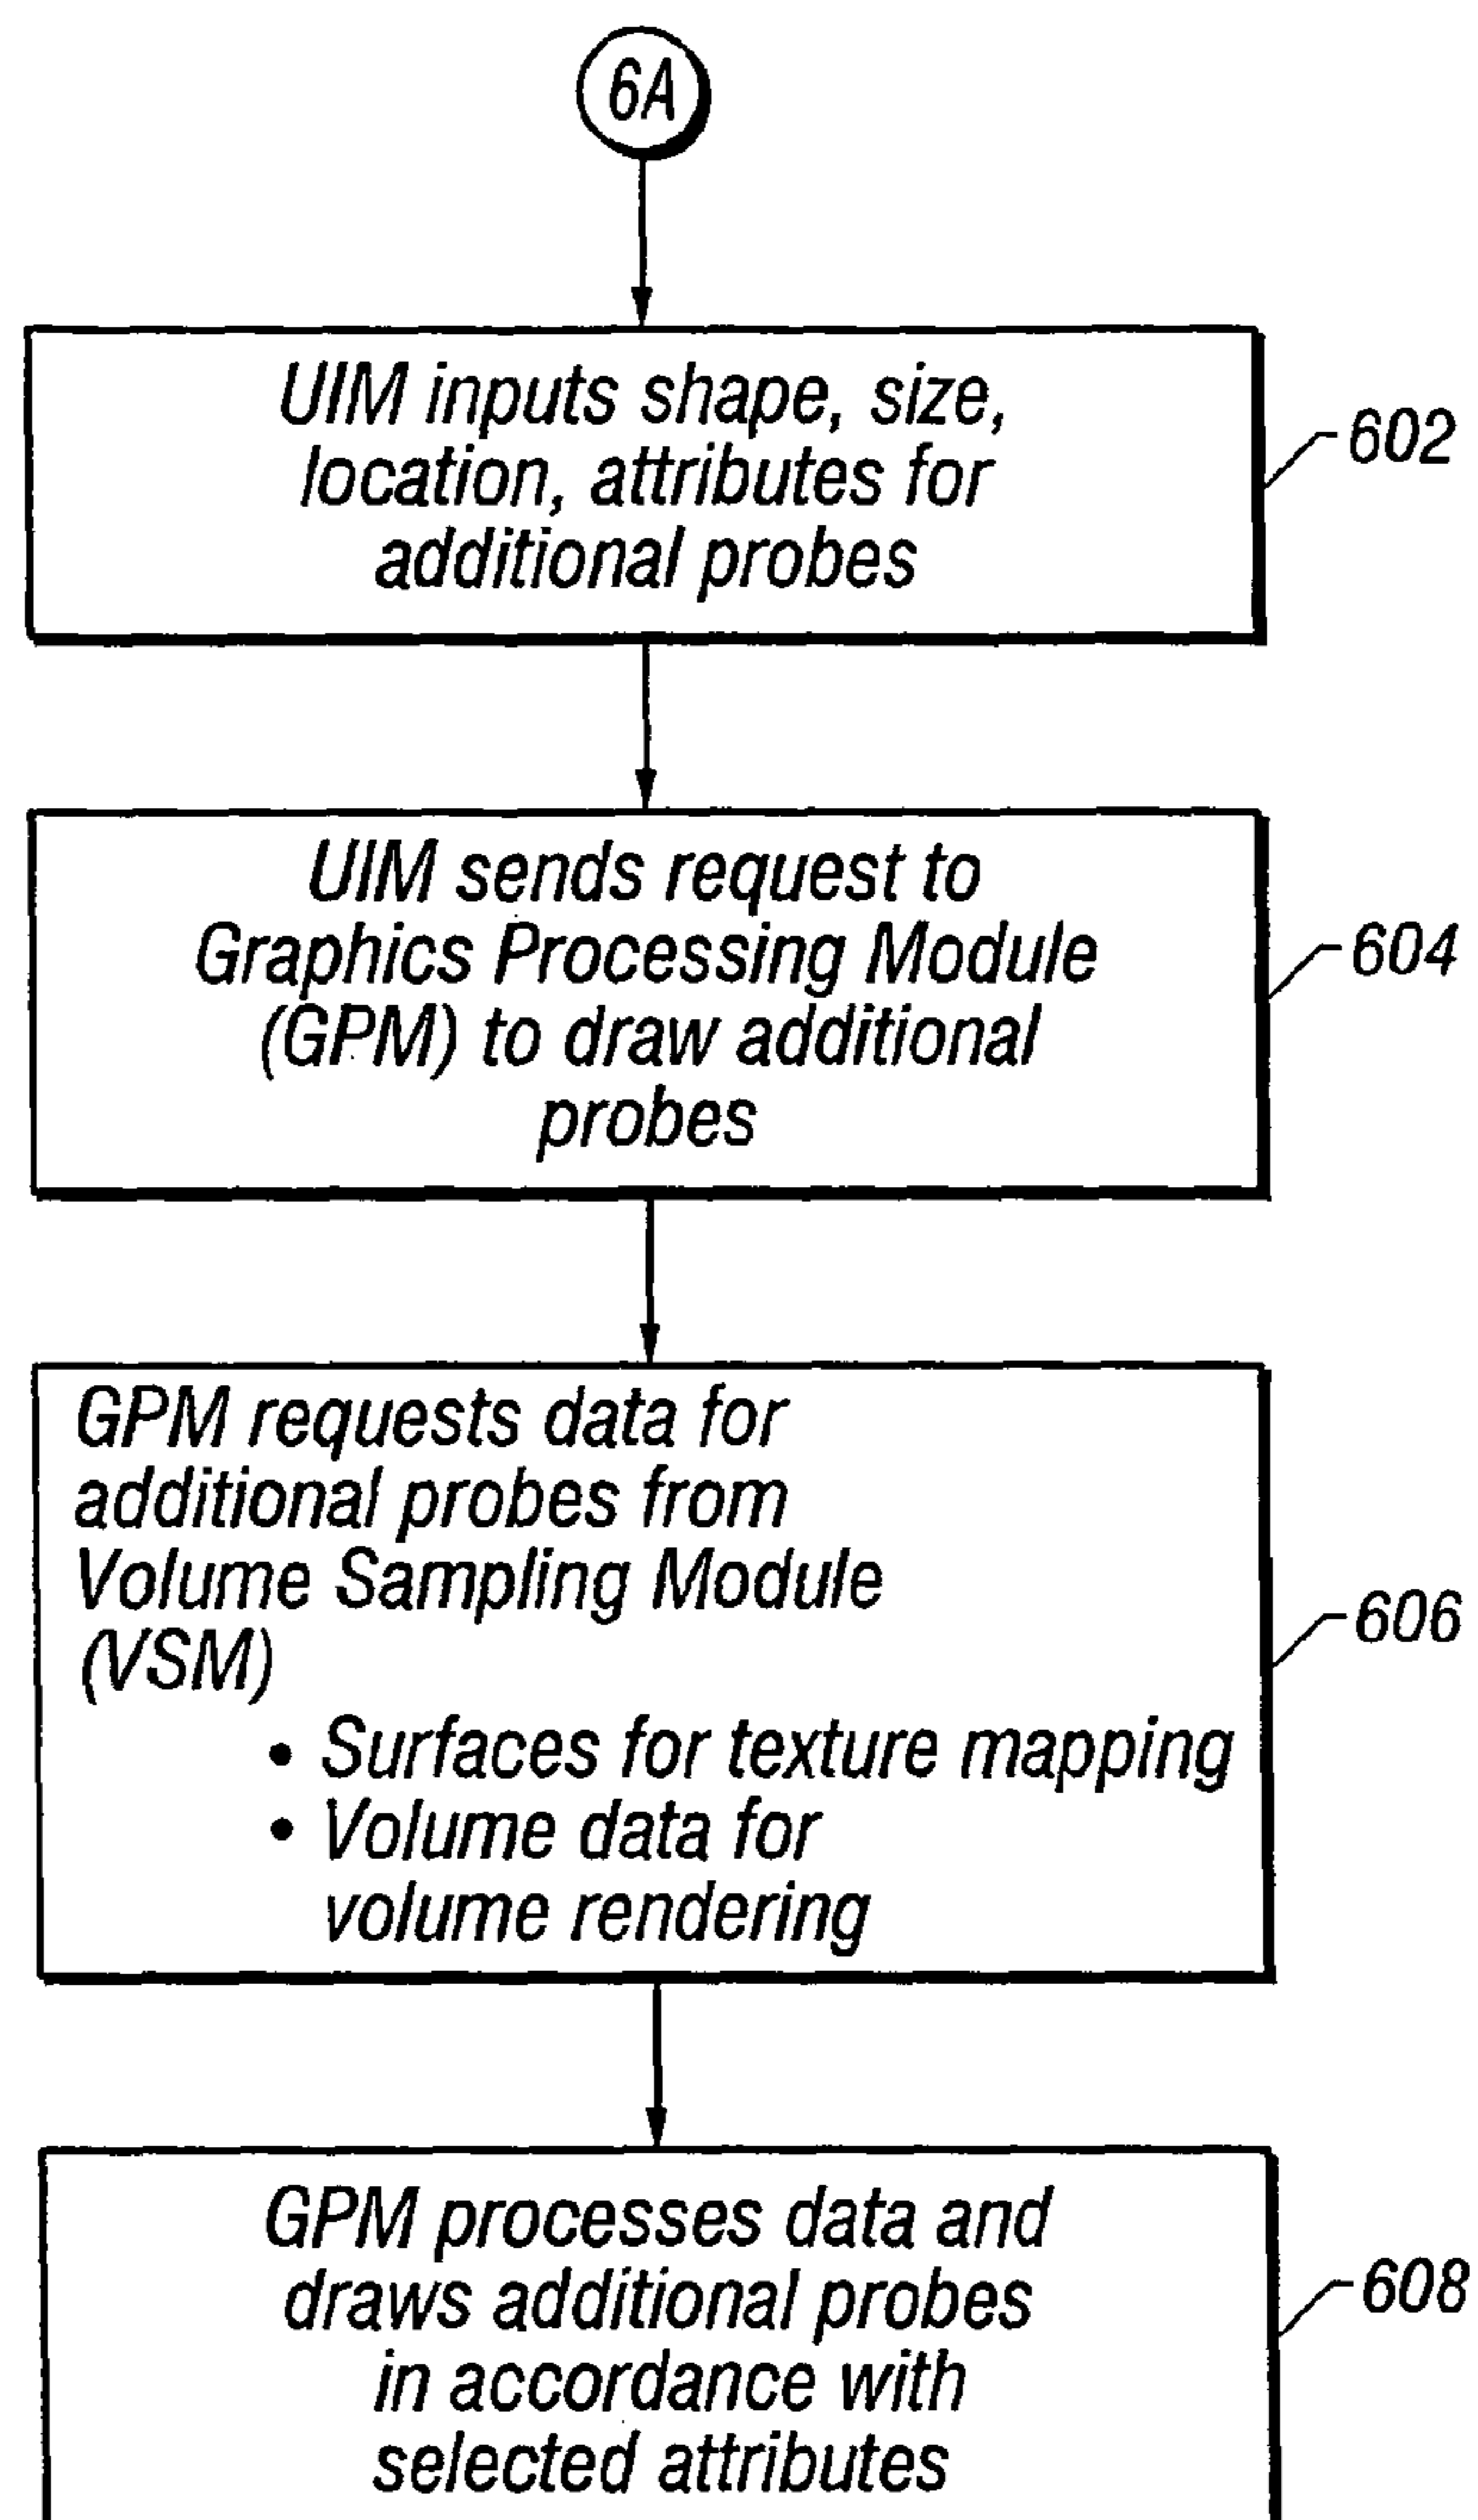 6A
UIM inputs shape, size,
location, attributes for
additional probes
602
UIM sends request to
Graphics Processing Module
(GPM) to draw additional
probes
604
GPM requests data for
additional probes from
Volume Sampling Module
(VSM)
• Surfaces for texture mapping
• Volume data for
volume rendering
606
GPM processes data and
draws additional probes
in accordance with
selected attributes
608